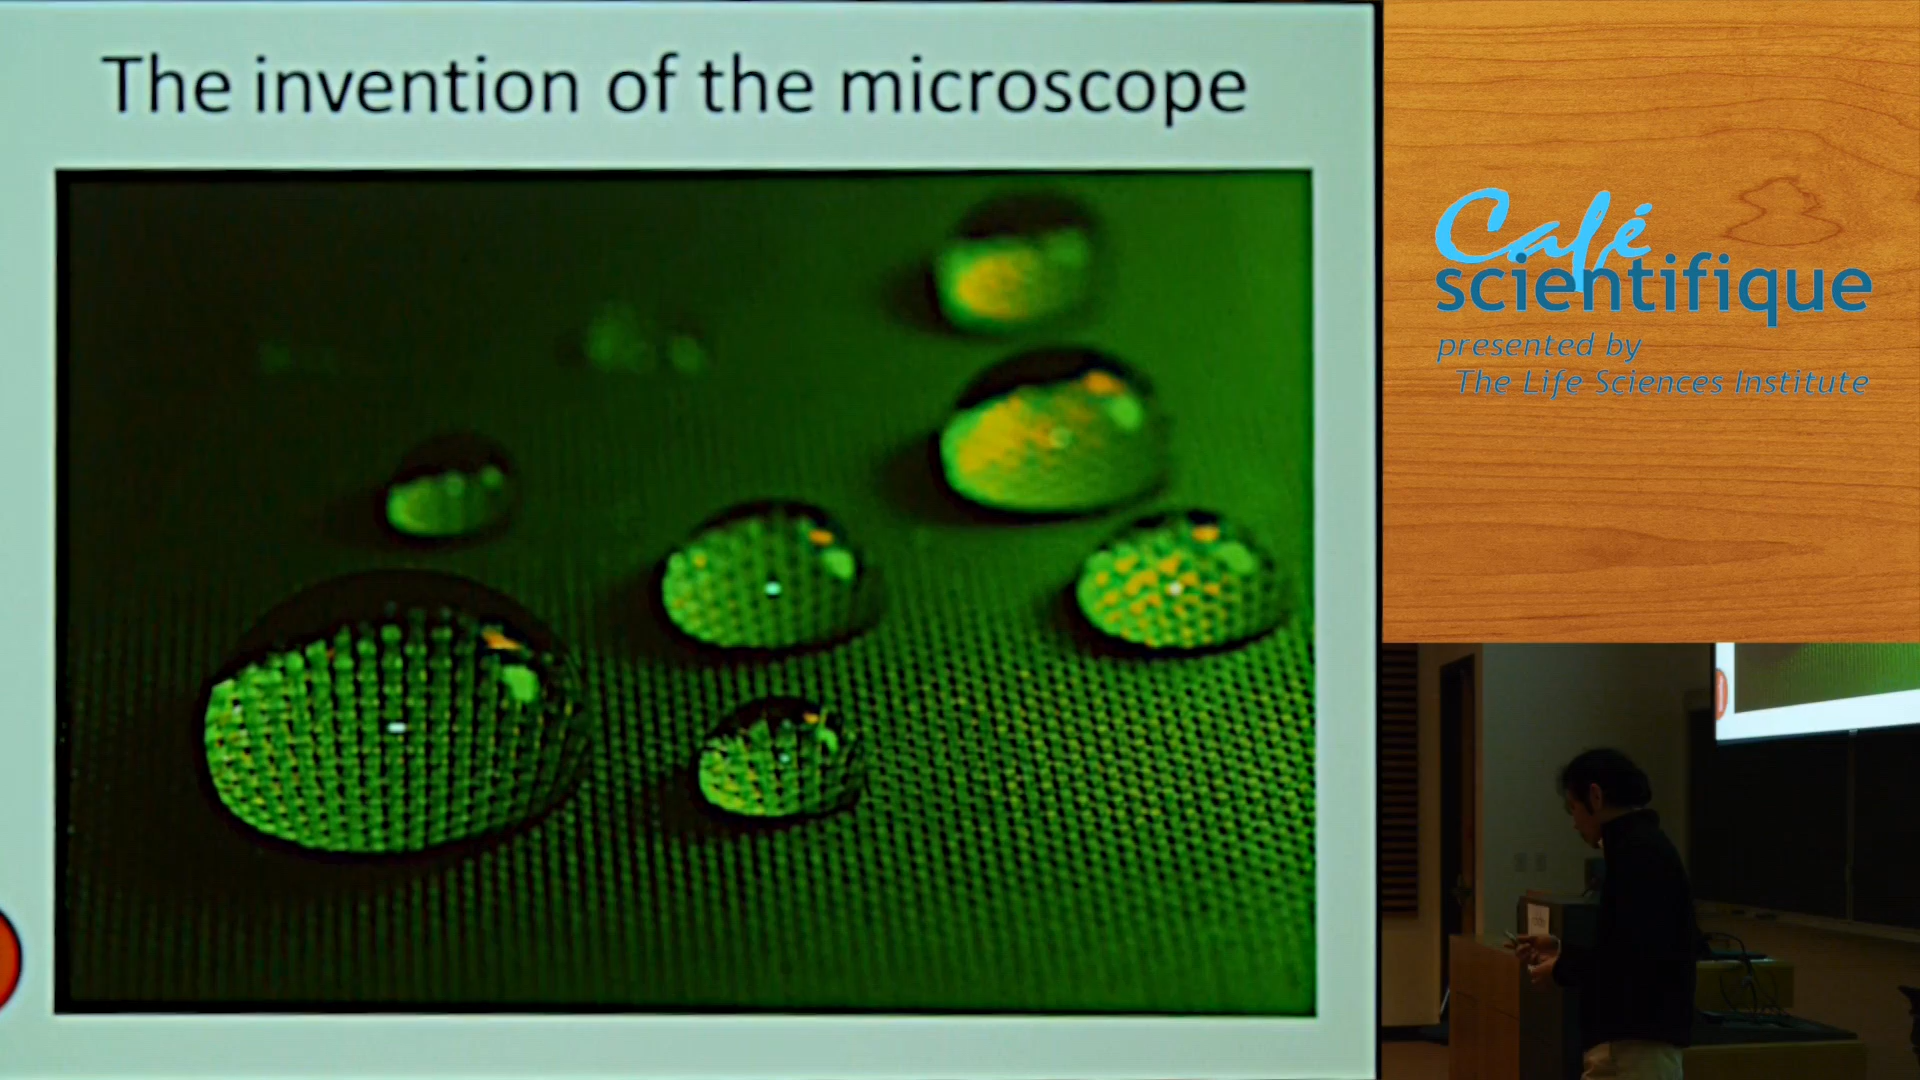 The invention of the microscope
Café
scientifique
presented by
The Life Sciences Institute